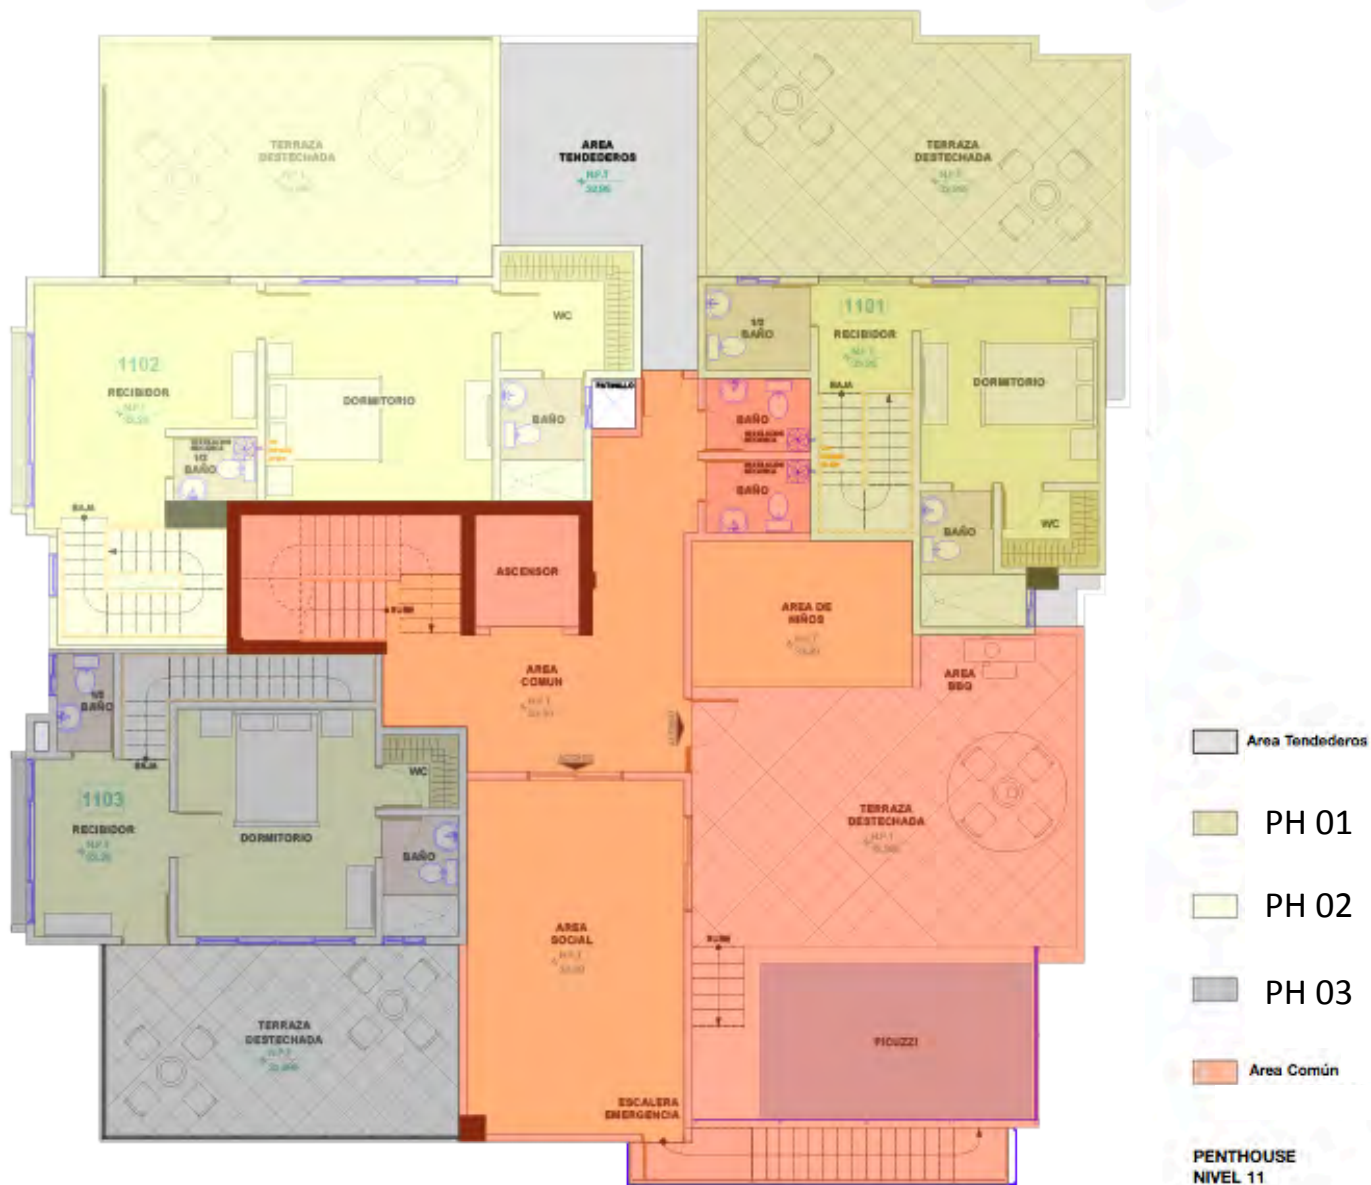 TERRAZA
DESTECHADA
N.P.T
AREA
TENDEDEROS
N.P.T
TERRAZA
DESTECHADA
N.P.T
WC
1102
RECIBIDOR
N.P.T
DORMITORIO
BAÑO
1/2
BAÑO
BAJA
1/2
BAÑO
1101
RECIBIDOR
N.P.T
BAJA
DORMITORIO
BAÑO
BAÑO
BAÑO
WC
ASCENSOR
SUBE
AREA DE
NIÑOS
N.P.T
AREA
COMUN
N.P.T
AREA
BBQ
1/2
BAÑO
BAJA
1103
RECIBIDOR
N.P.T
DORMITORIO
WC
BAÑO
TERRAZA
DESTECHADA
N.P.T
AREA
SOCIAL
N.P.T
TERRAZA
DESTECHADA
N.P.T
SUBE
PICUZZI
ESCALERA
EMERGENCIA
Area Tendederos
PH 01
PH 02
PH 03
Area Común
PENTHOUSE
NIVEL 11